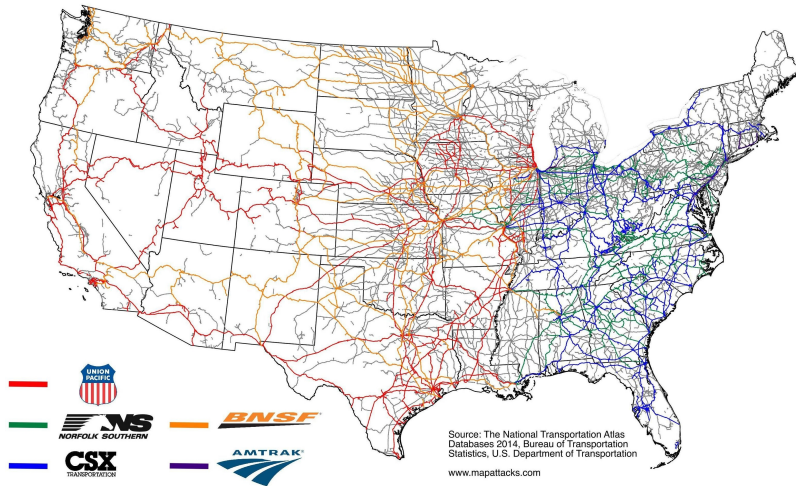 UNION
PACIFIC
NS
NORFOLK SOUTHERN
BNSF
CSX
TRANSPORTATION
AMTRAK
Source: The National Transportation Atlas
Databases 2014, Bureau of Transportation
Statistics, U.S. Department of Transportation
www.mapattacks.com